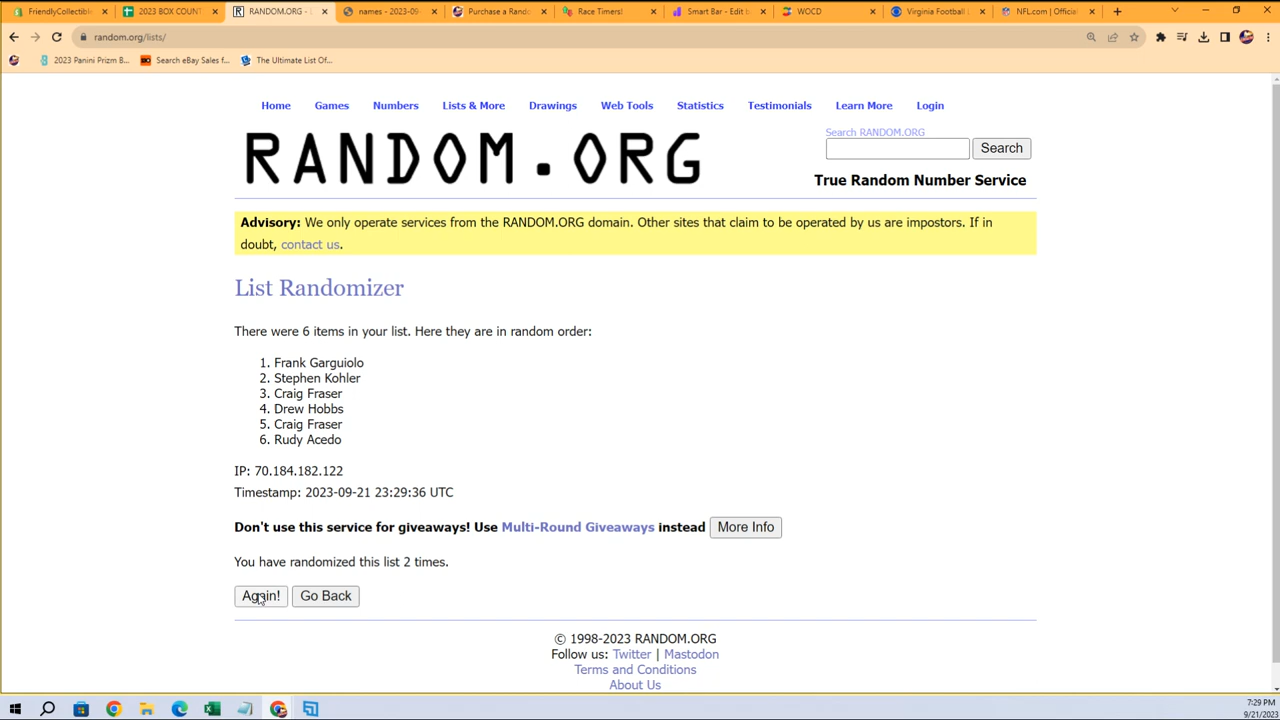 FriendlyCollectible
2023 BOX COUNT
RANDOM.ORG - L
names - 2023-09
Purchase a Rando
Race Timers!
Smart Bar - Edit b
WOCD
Virginia Football
NFL.com | Official
random.org/lists/
2023 Panini Prizm B...
Search eBay Sales f...
The Ultimate List Of...
Home Games Numbers Lists & More Drawings Web Tools Statistics Testimonials Learn More Login
RANDOM.ORG
Search RANDOM.ORG
Search
True Random Number Service
Advisory: We only operate services from the RANDOM.ORG domain. Other sites that claim to be operated by us are impostors. If in
doubt, contact us.
List Randomizer
There were 6 items in your list. Here they are in random order:
1. Frank Garguiolo
2. Stephen Kohler
3. Craig Fraser
4. Drew Hobbs
5. Craig Fraser
6. Rudy Acedo
IP: 70.184.182.122
Timestamp: 2023-09-21 23:29:36 UTC
Don't use this service for giveaways! Use Multi-Round Giveaways instead More Info
You have randomized this list 2 times.
Again! Go Back
© 1998-2023 RANDOM.ORG
Follow us: Twitter | Mastodon
Terms and Conditions
About Us
7:29 PM
9/21/2023